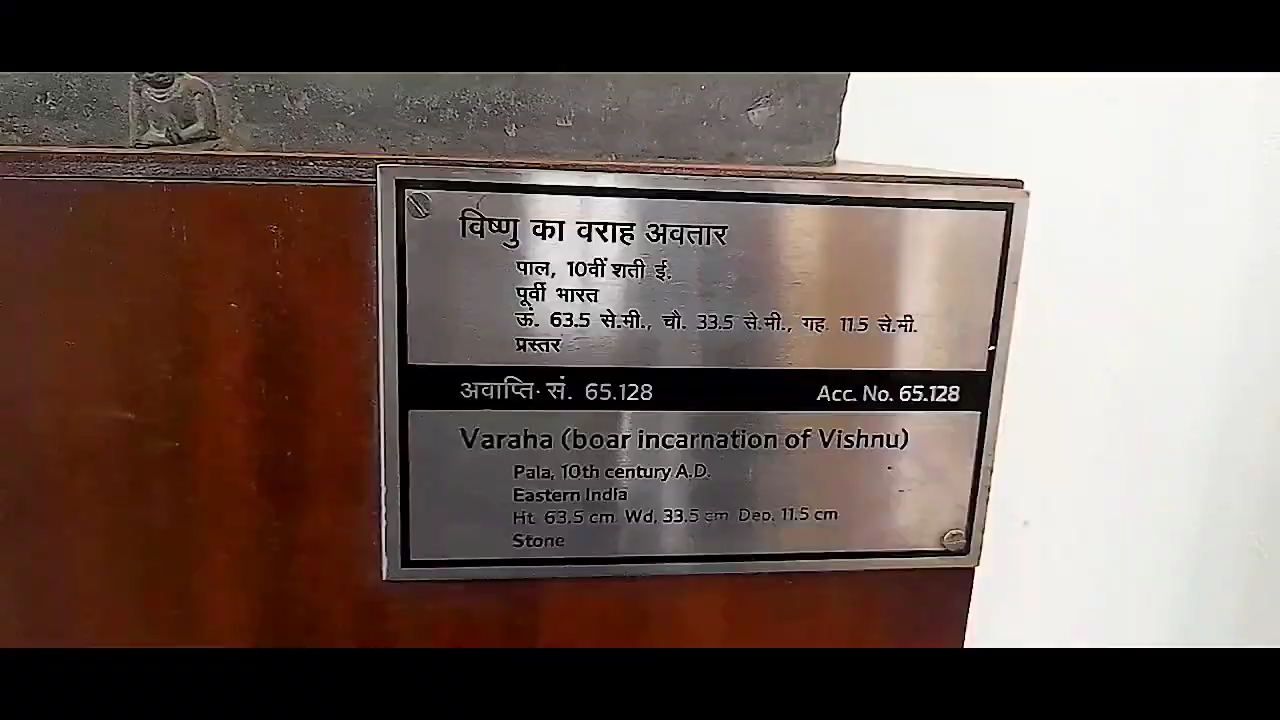 विष्णु का वराह अवतार
पाल, 10वीं शती ई.
पूर्वी भारत
ऊं. 63.5 से.मी., चौ. 33.5 से.मी., गह. 11.5 से.मी.
प्रस्तर
अवाप्ति सं. 65.128 Acc. No. 65.128
Varaha (boar incarnation of Vishnu)
Pala, 10th century A.D.
Eastern India
Ht. 63.5 cm. Wd. 33.5 cm Dep. 11.5 cm
Stone